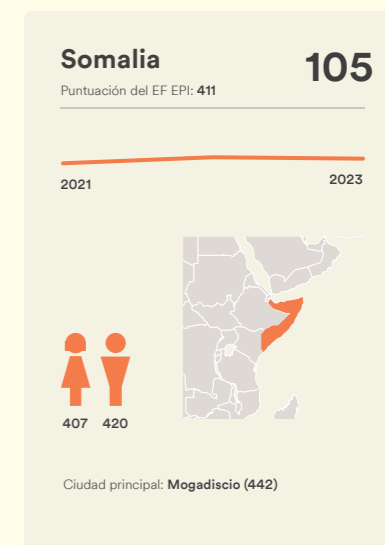 Somalia
105
Puntuación del EF EPI: 411
2021
2023
407
420
Ciudad principal: Mogadiscio (442)